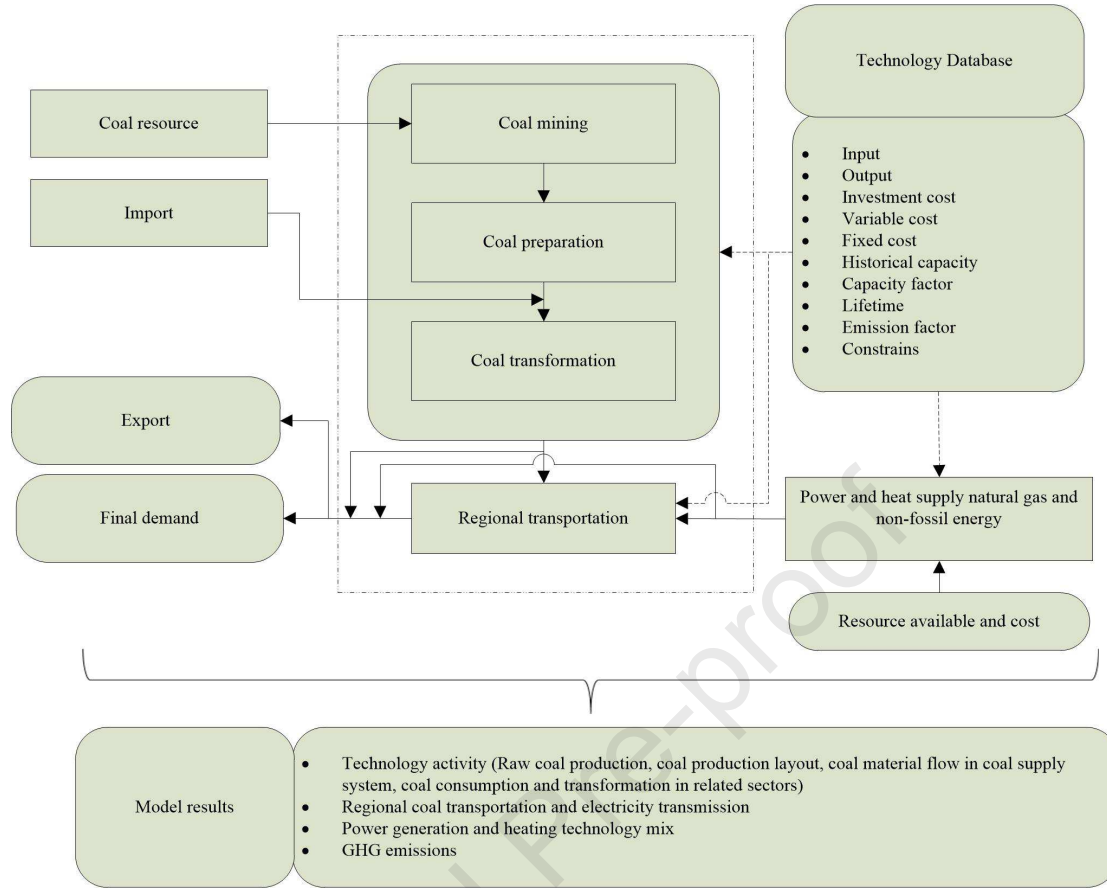 Technology Database
Coal resource
Coal mining
Input
Output
Investment cost
Variable cost
Fixed cost
Historical capacity
Capacity factor
Lifetime
Emission factor
Constrains
Import
Coal preparation
Coal transformation
Export
Final demand
Regional transportation
Power and heat supply natural gas and
non-fossil energy
Resource available and cost
Model results
Technology activity (Raw coal production, coal production layout, coal material flow in coal supply
system, coal consumption and transformation in related sectors)
Regional coal transportation and electricity transmission
Power generation and heating technology mix
GHG emissions
Pre-proof